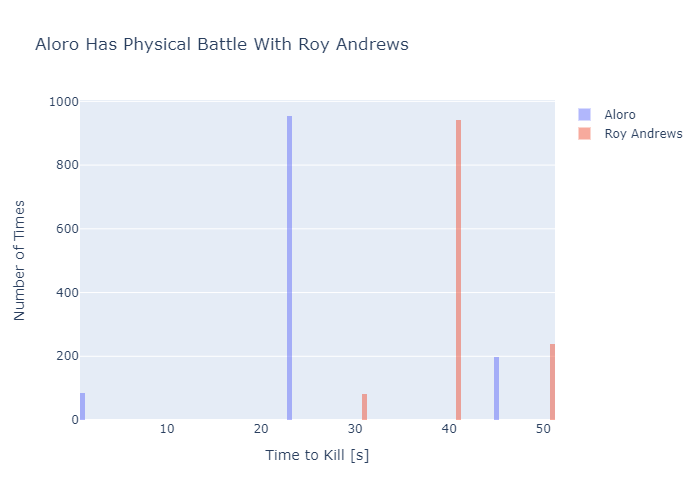 Aloro Has Physical Battle With Roy Andrews
1000
800
600
400
200
0
Number of Times
10 20 30 40 50
Time to Kill [s]
Aloro
Roy Andrews